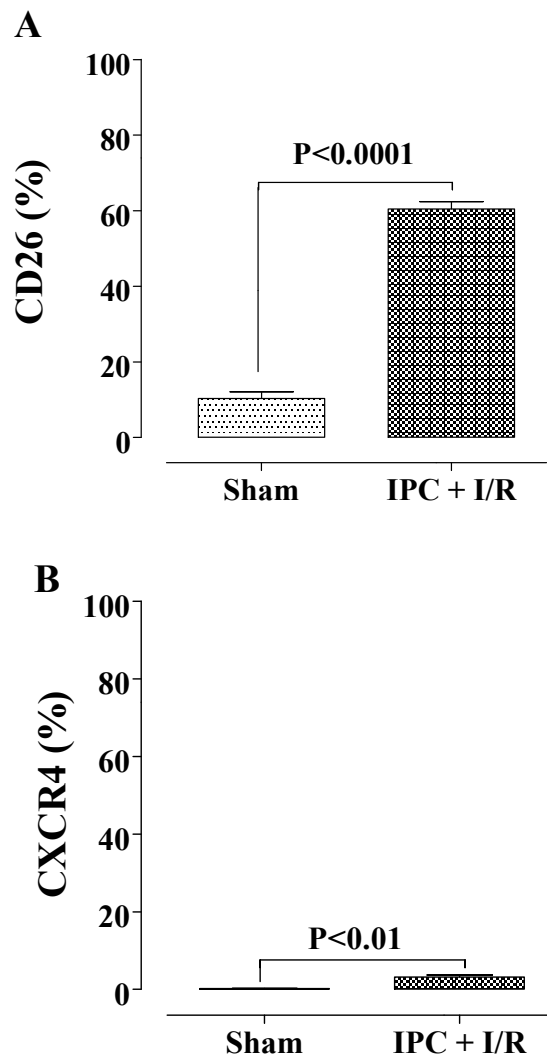 A
100
80
60
40
20
0
CD26 (%)
P<0.0001
Sham
IPC + I/R
B
100
80
60
40
20
0
CXCR4 (%)
P<0.01
Sham
IPC + I/R